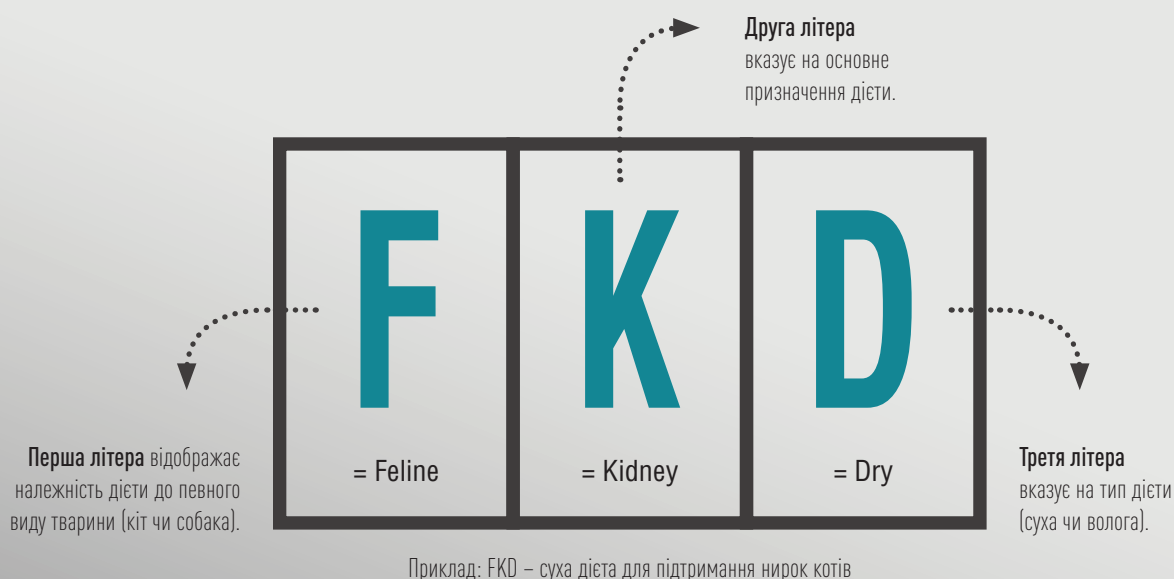 Друга літера
вказує на основне
призначення дієти.
F
K
D
= Feline
= Kidney
= Dry
Перша літера відображає
належність дієти до певного
виду тварини (кіт чи собака).
Третя літера
вказує на тип дієти
(суха чи волога).
Приклад: FKD – суха дієта для підтримання нирок котів